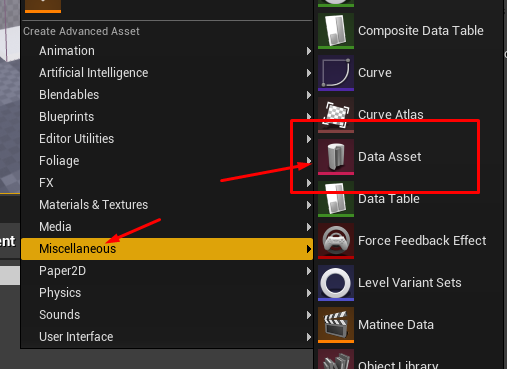 Create Advanced Asset
Animation
Artificial Intelligence
Blendables
Blueprints
Editor Utilities
Foliage
FX
Materials & Textures
Media
Miscellaneous
Paper2D
Physics
Sounds
User Interface
Composite Data Table
Curve
Curve Atlas
Data Asset
Data Table
Force Feedback Effect
Level Variant Sets
Matinee Data
Object Library